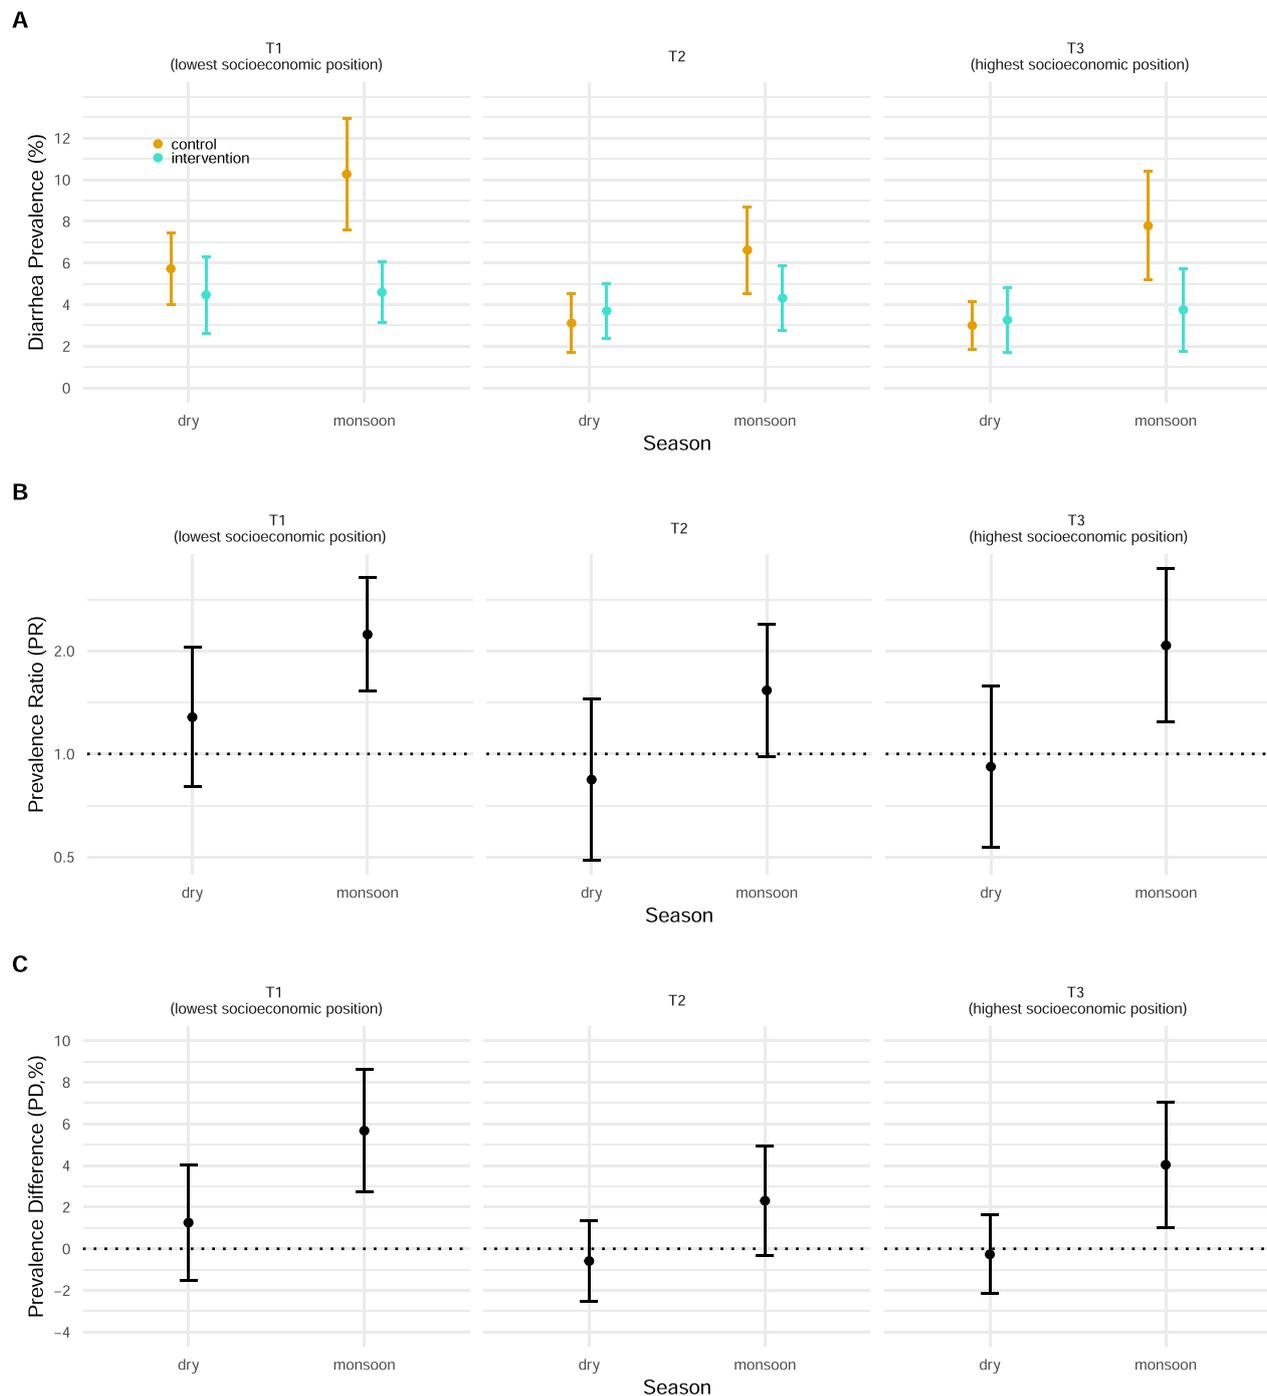 A
T1
(lowest socioeconomic position)
T2
T3
(highest socioeconomic position)
Diarrhea Prevalence (%)
12
10
8
6
4
2
0
control
intervention
dry
monsoon
dry
monsoon
dry
monsoon
Season
B
T1
(lowest socioeconomic position)
T2
T3
(highest socioeconomic position)
Prevalence Ratio (PR)
2.0
1.0
0.5
dry
monsoon
dry
monsoon
dry
monsoon
Season
C
T1
(lowest socioeconomic position)
T2
T3
(highest socioeconomic position)
Prevalence Difference (PD,%)
10
8
6
4
2
0
−2
−4
dry
monsoon
dry
monsoon
dry
monsoon
Season